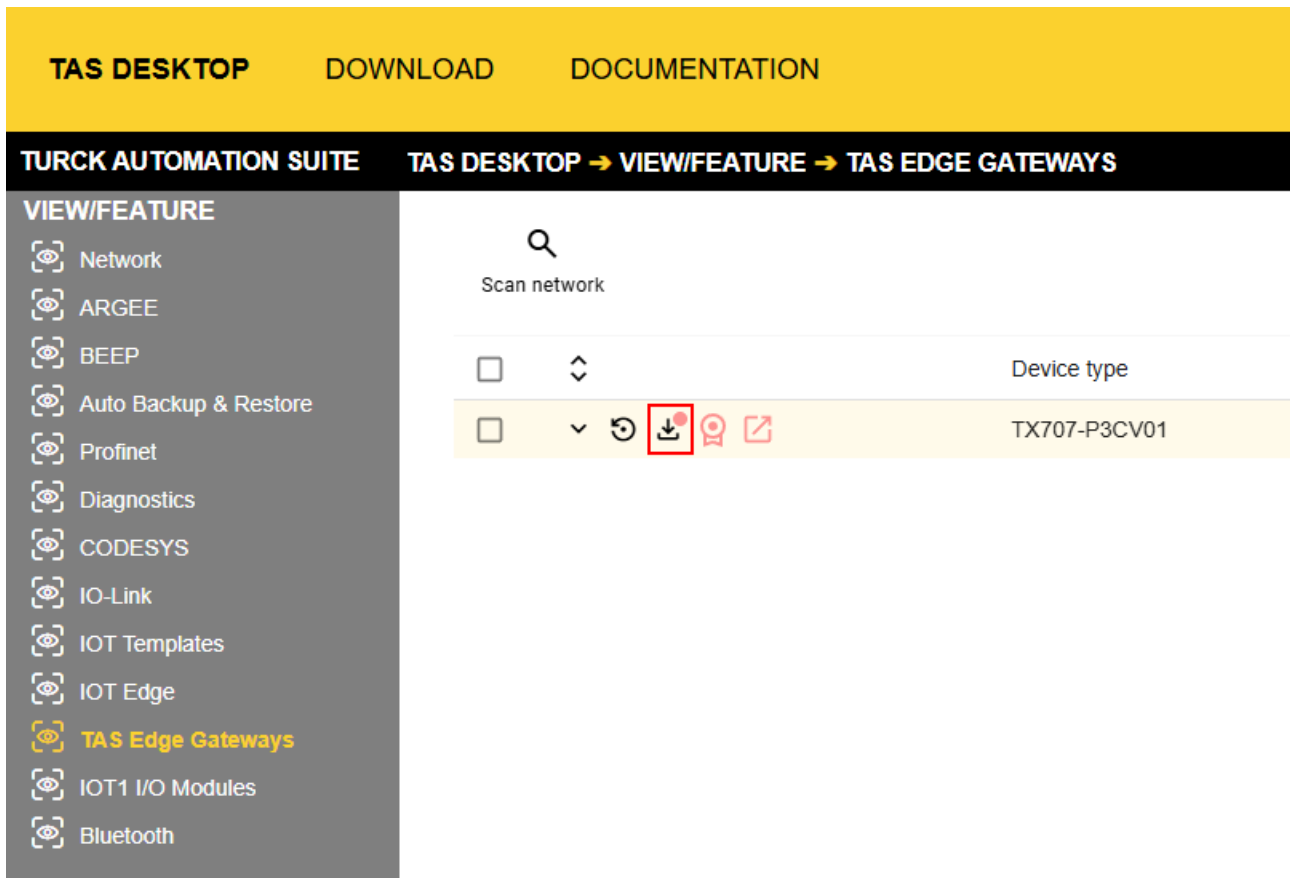 TAS DESKTOP DOWNLOAD DOCUMENTATION
TURCK AUTOMATION SUITE TAS DESKTOP ➔ VIEW/FEATURE ➔ TAS EDGE GATEWAYS
VIEW/FEATURE
Network
ARGEE
BEEP
Auto Backup & Restore
Profinet
Diagnostics
CODESYS
IO-Link
IOT Templates
IOT Edge
TAS Edge Gateways
IOT1 I/O Modules
Bluetooth
Scan network
Device type
TX707-P3CV01